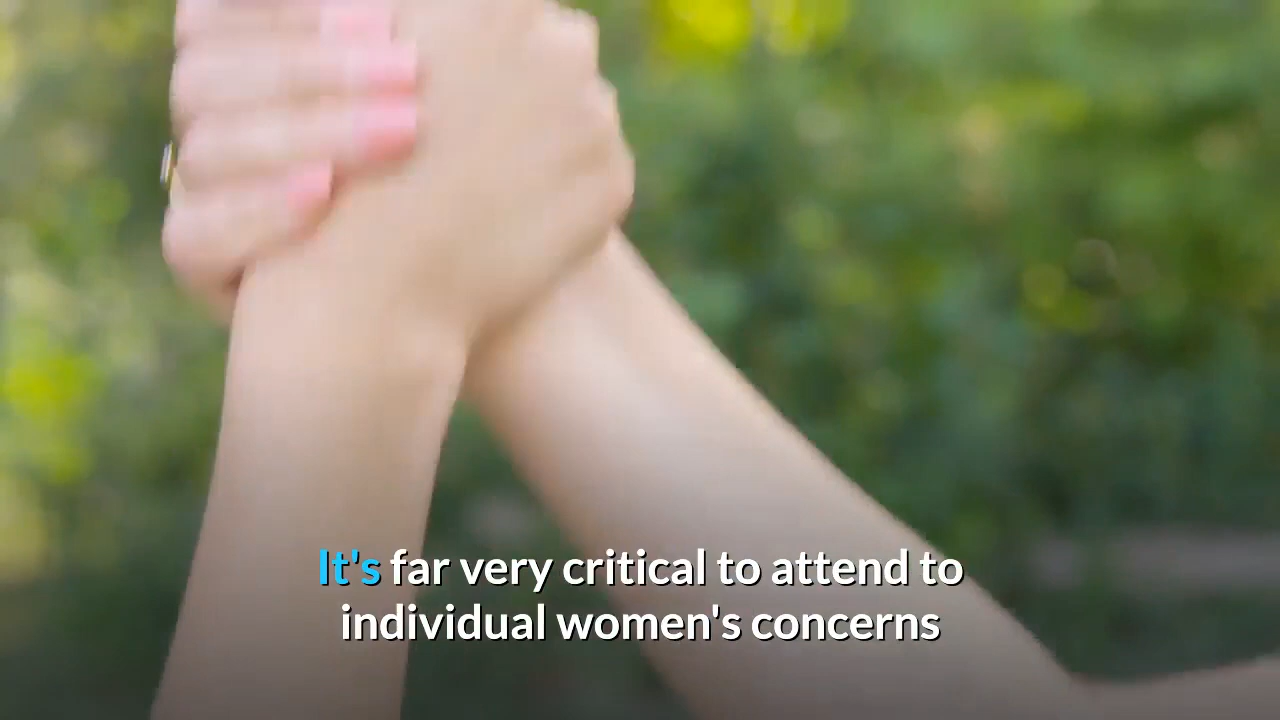 It's far very critical to attend to
individual women's concerns